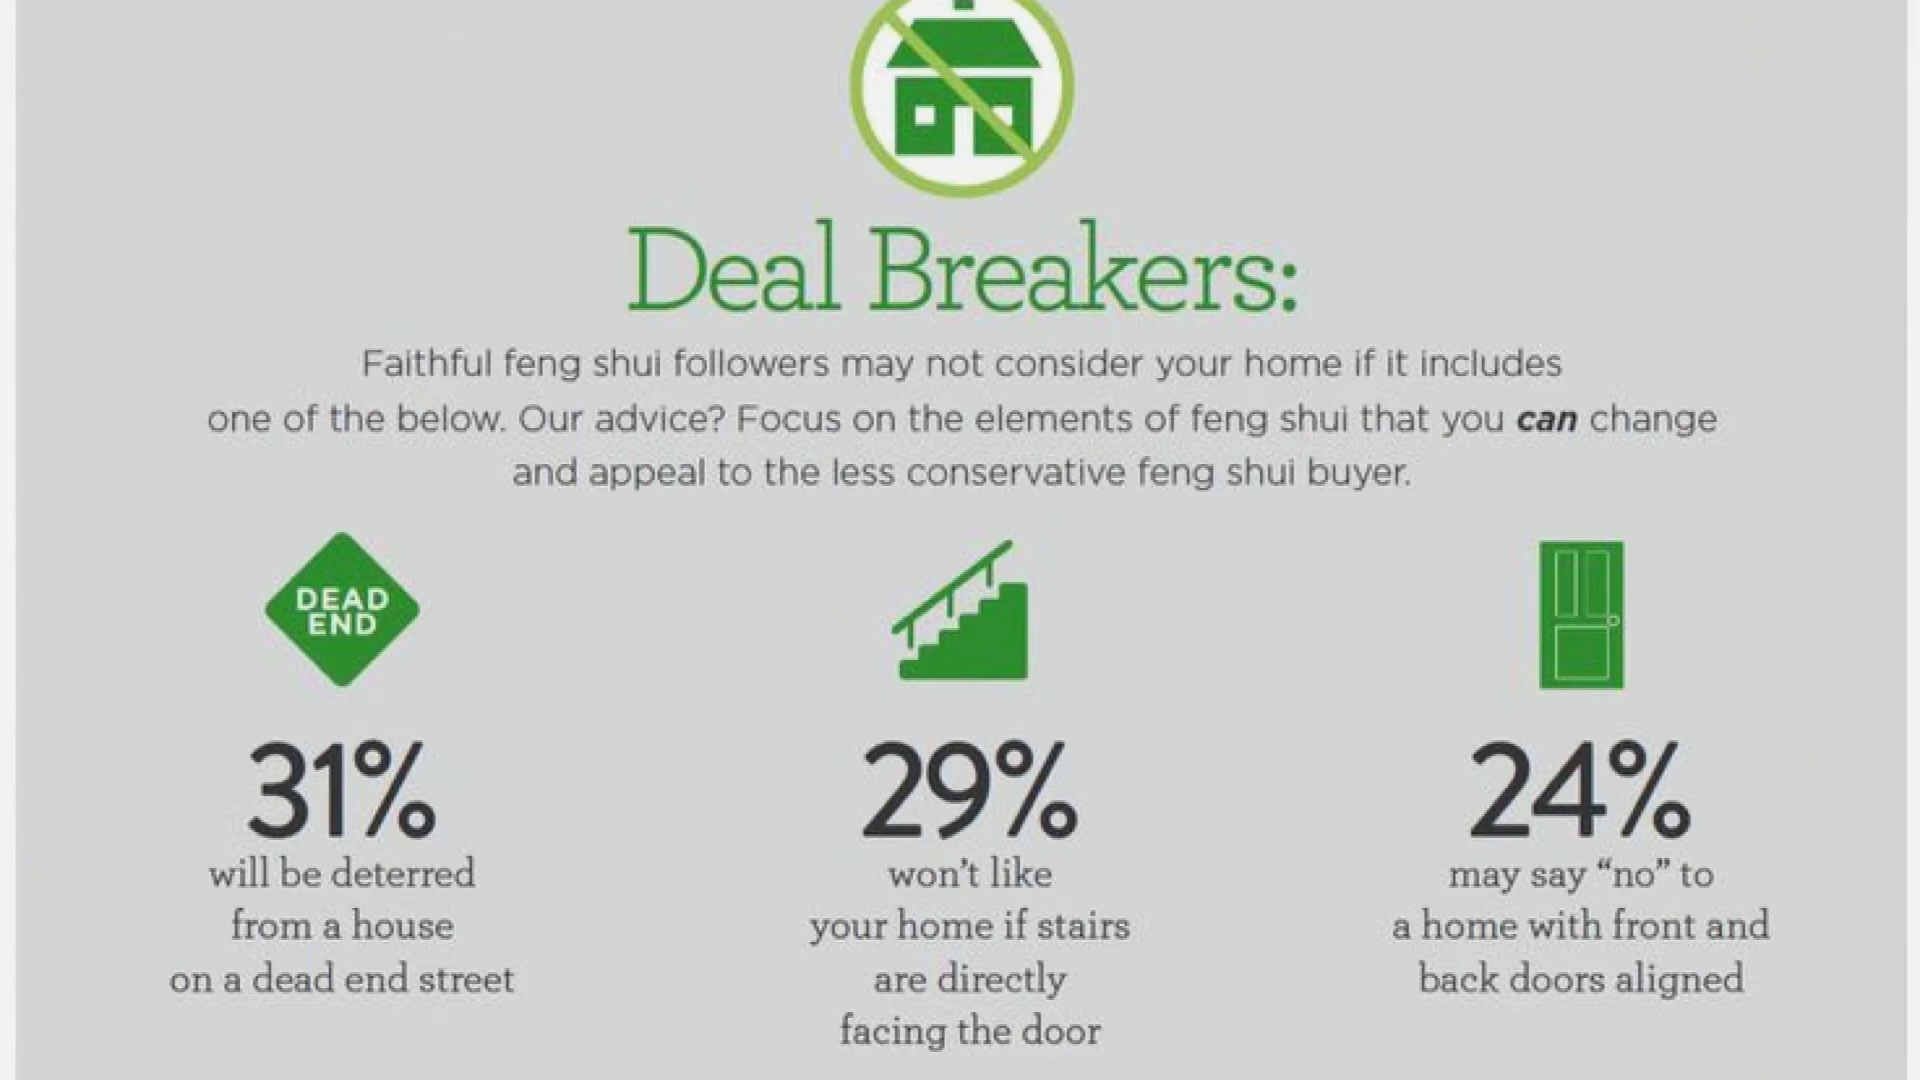 Deal Breakers:
Faithful feng shui followers may not consider your home if it includes
one of the below. Our advice? Focus on the elements of feng shui that you can change
and appeal to the less conservative feng shui buyer.
DEAD
END
31%
will be deterred
from a house
on a dead end street
29%
won't like
your home if stairs
are directly
facing the door
24%
may say “no” to
a home with front and
back doors aligned